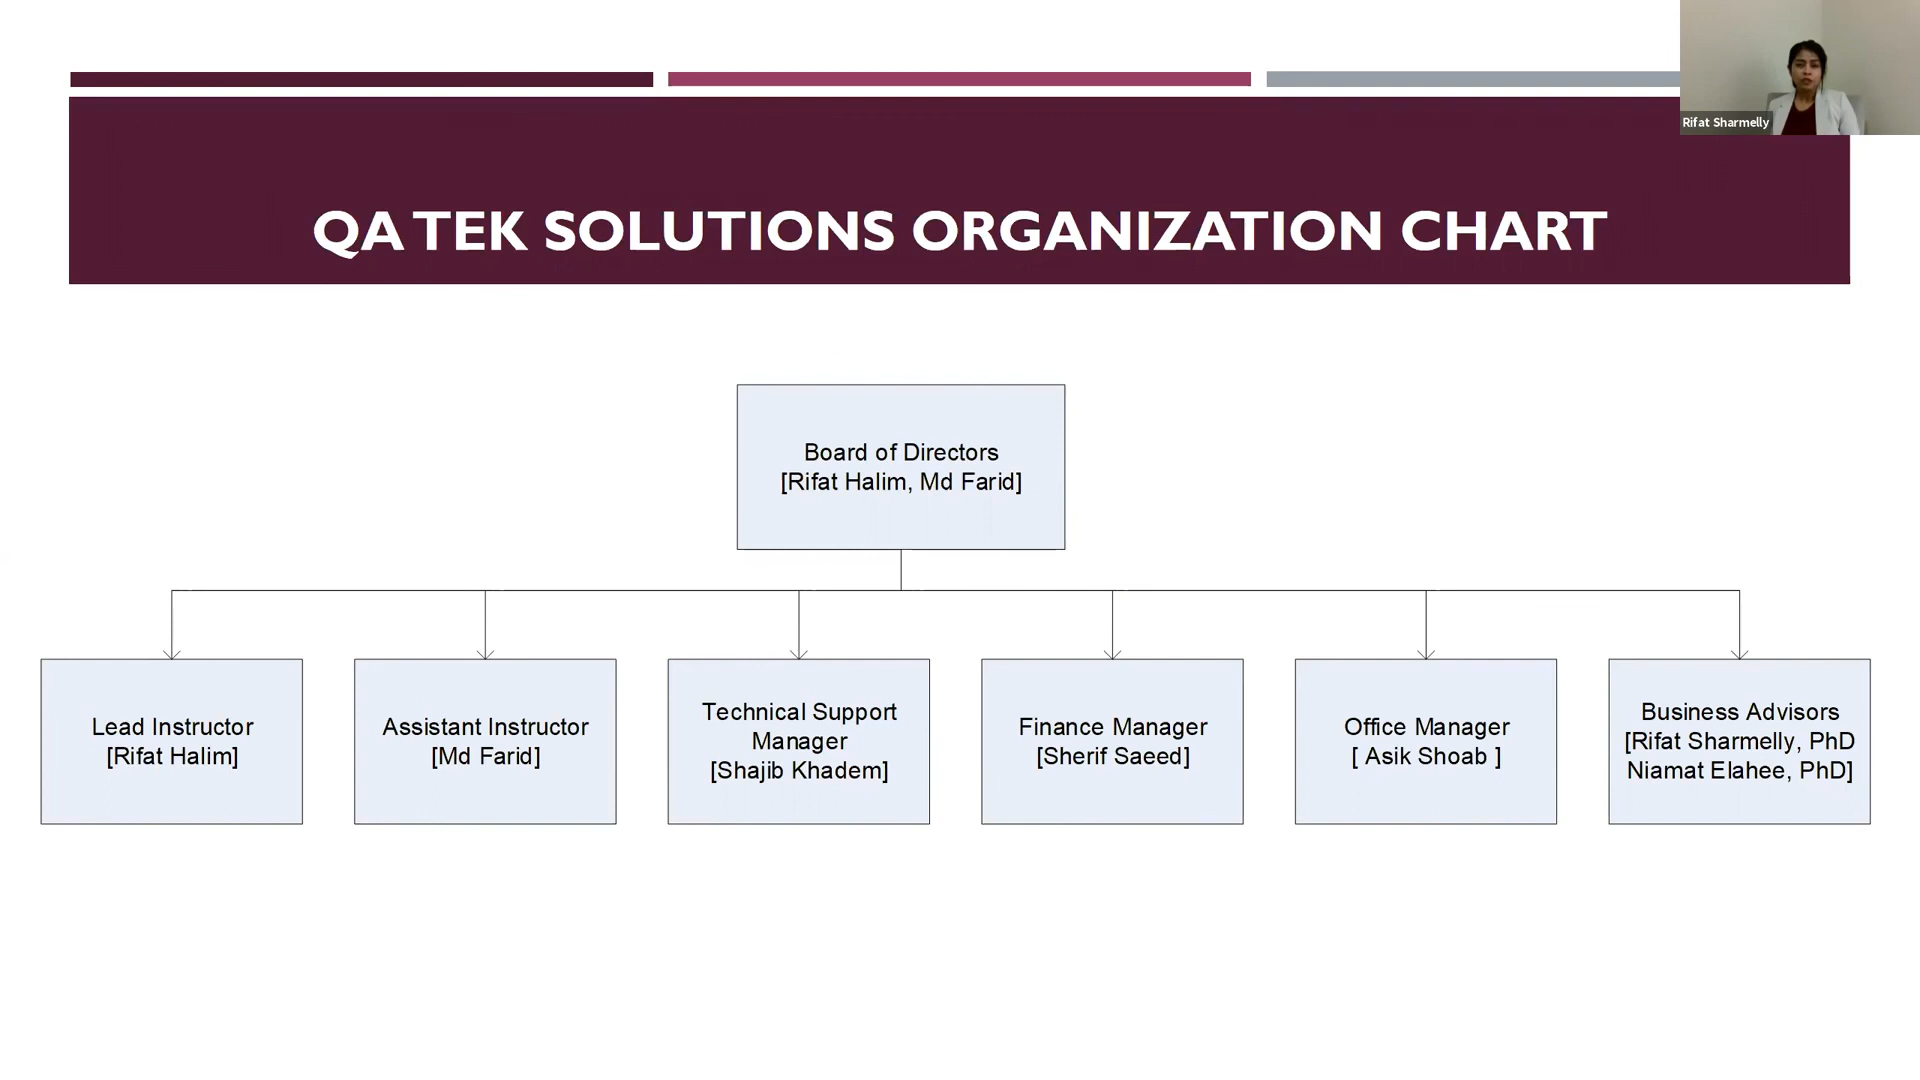 Rifat Sharmelly
QA TEK SOLUTIONS ORGANIZATION CHART
Board of Directors
[Rifat Halim, Md Farid]
Lead Instructor
[Rifat Halim]
Assistant Instructor
[Md Farid]
Technical Support
Manager
[Shajib Khadem]
Finance Manager
[Sherif Saeed]
Office Manager
[ Asik Shoab ]
Business Advisors
[Rifat Sharmelly, PhD
Niamat Elahee, PhD]